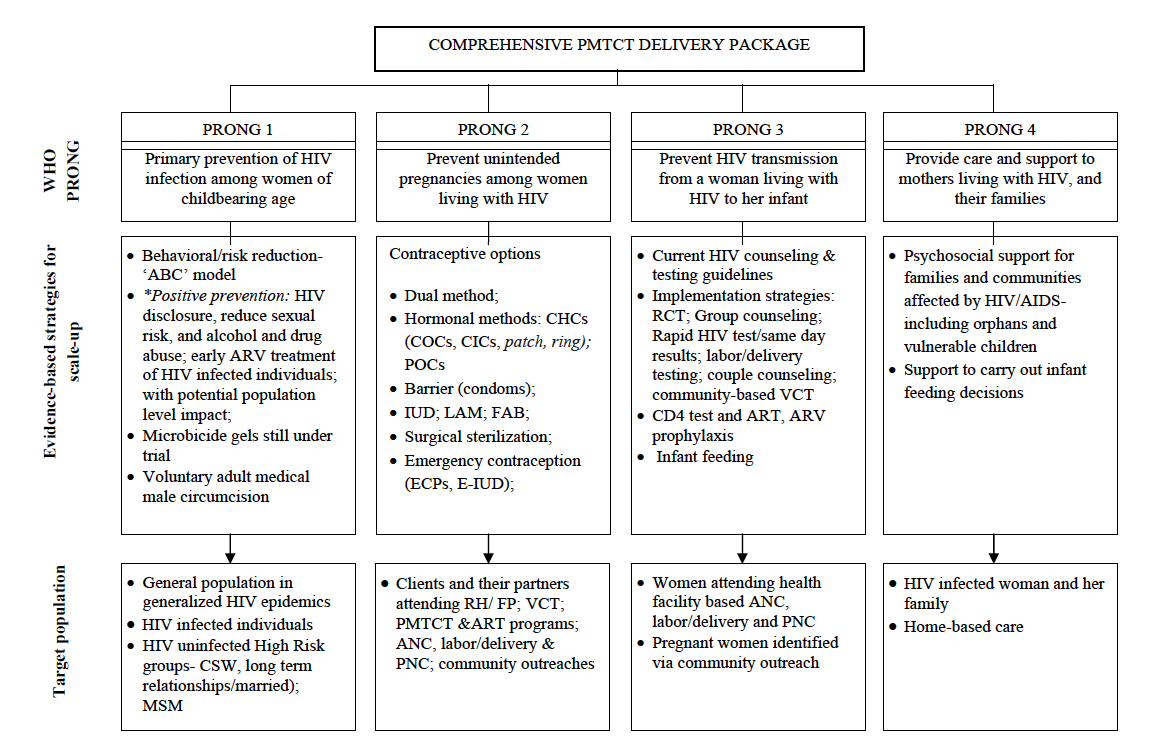 COMPREHENSIVE PMTCT DELIVERY PACKAGE
WHO
PRONG
PRONG 1
Primary prevention of HIV
infection among women of
childbearing age
PRONG 2
Prevent unintended
pregnancies among women
living with HIV
PRONG 3
Prevent HIV transmission
from a woman living with
HIV to her infant
PRONG 4
Provide care and support to
mothers living with HIV, and
their families
Evidence-based strategies for
scale-up
• Behavioral/risk reduction-
‘ABC’ model
• *Positive prevention: HIV
disclosure, reduce sexual
risk, and alcohol and drug
abuse; early ARV treatment
of HIV infected individuals;
with potential population
level impact;
• Microbicide gels still under
trial
• Voluntary adult medical
male circumcision
Contraceptive options
• Dual method;
• Hormonal methods: CHCs
(COCs, CICs, patch, ring);
POCs
• Barrier (condoms);
• IUD; LAM; FAB;
• Surgical sterilization;
• Emergency contraception
(ECPs, E-IUD);
• Current HIV counseling &
testing guidelines
• Implementation strategies:
RCT; Group counseling;
Rapid HIV test/same day
results; labor/delivery
testing; couple counseling;
community-based VCT
• CD4 test and ART, ARV
prophylaxis
• Infant feeding
• Psychosocial support for
families and communities
affected by HIV/AIDS-
including orphans and
vulnerable children
• Support to carry out infant
feeding decisions
Target population
• General population in
generalized HIV epidemics
• HIV infected individuals
• HIV uninfected High Risk
groups- CSW, long term
relationships/married);
MSM
• Clients and their partners
attending RH/ FP; VCT;
PMTCT &ART programs;
ANC, labor/delivery &
PNC; community outreaches
• Women attending health
facility based ANC,
labor/delivery and PNC
• Pregnant women identified
via community outreach
• HIV infected woman and her
family
• Home-based care